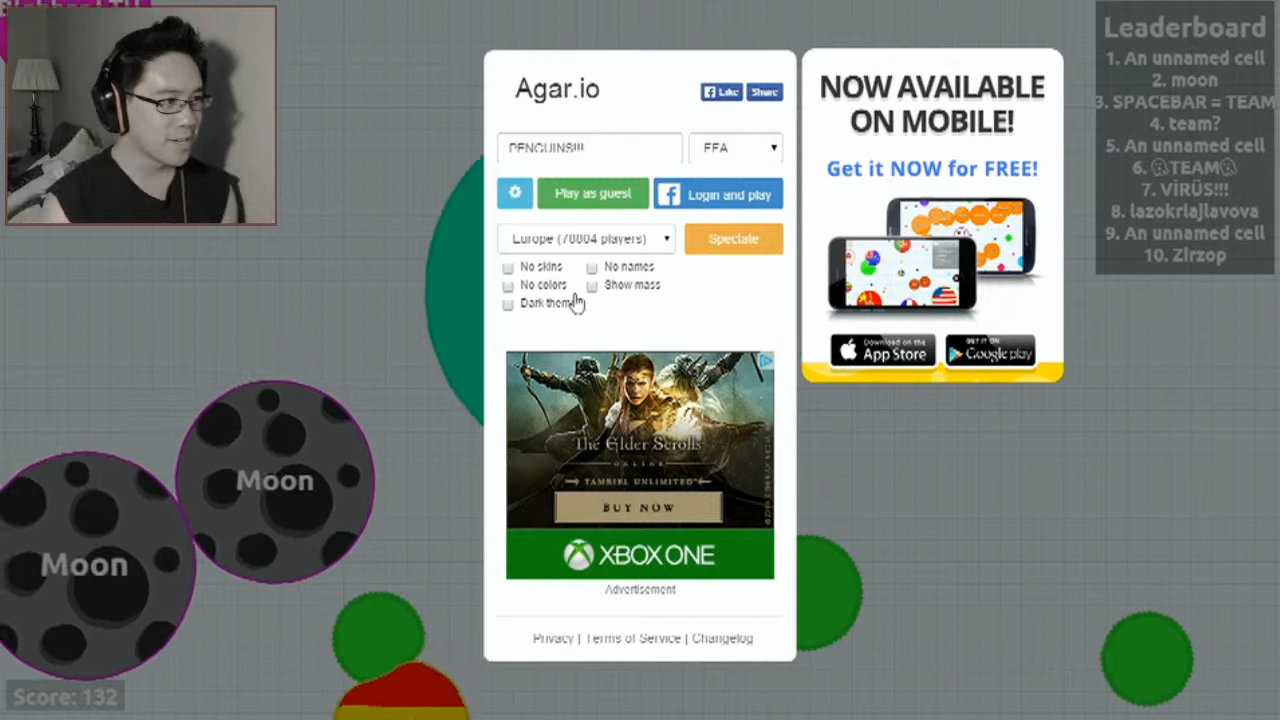 Leaderboard
1. An unnamed cell
2. moon
3. SPACEBAR = TEAM
4. team?
5. An unnamed cell
6. TEAM
7. VİRÜS!!!
8. lazokrlajlavova
9. An unnamed cell
10. Zirzop
Agar.io
Like
Share
PENGUINS!!!
FFA
Play as guest
Login and play
Europe (78804 players)
Spectate
No skins
No names
No colors
Show mass
Dark theme
The Elder Scrolls
ONLINE
TAMRIEL UNLIMITED™
BUY NOW
XBOX ONE
Advertisement
Privacy | Terms of Service | Changelog
NOW AVAILABLE
ON MOBILE!
Get it NOW for FREE!
Download on the
App Store
GET IT ON
Google play
Moon
Moon
Score: 132